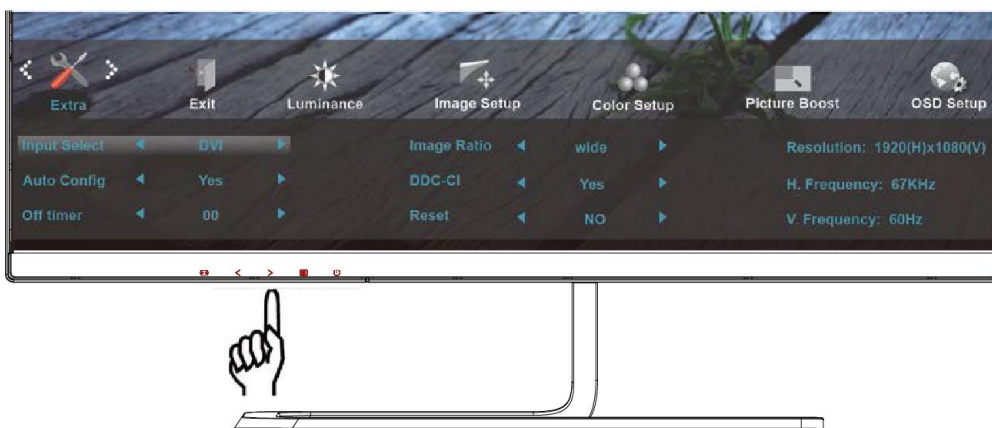 Extra Exit Luminance Image Setup Color Setup Picture Boost OSD Setup
Input Select DVI Image Ratio wide Resolution: 1920(H)x1080(V)
Auto Config Yes DDC-CI Yes H. Frequency: 67KHz
Off timer 00 Reset NO V. Frequency: 60Hz